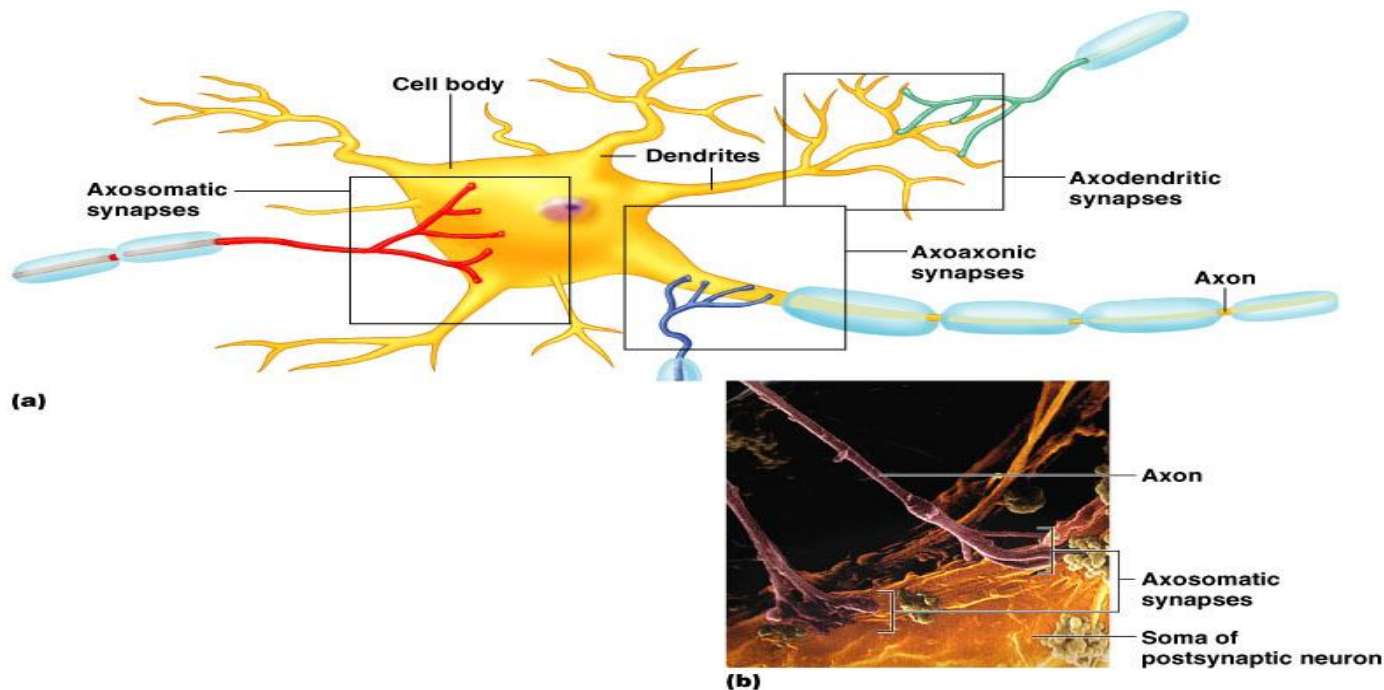 Cell body
Dendrites
Axosomatic
synapses
Axodendritic
synapses
Axoaxonic
synapses
Axon
(a)
Axon
Axosomatic
synapses
Soma of
postsynaptic neuron
(b)